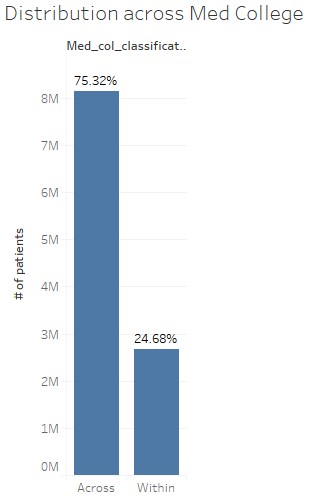 Distribution across Med College
Med_col_classificat..
75.32%
8M
7M
6M
5M
4M
3M
24.68%
2M
1M
0M
# of patients
Across Within